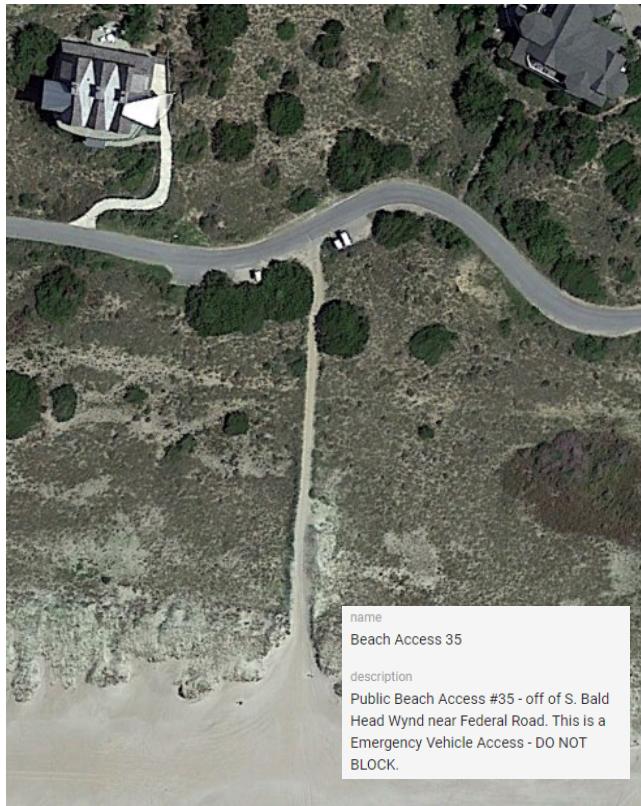 name
Beach Access 35
description
Public Beach Access #35 - off of S. Bald
Head Wynd near Federal Road. This is a
Emergency Vehicle Access - DO NOT
BLOCK.